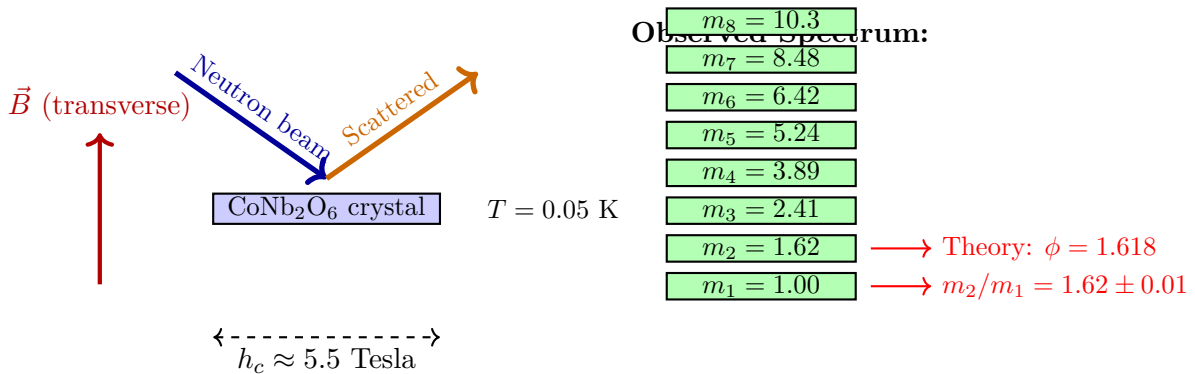 $\vec{B}$ (transverse)
Neutron beam
Scattered
CoNb₂O₆ crystal
T = 0.05 K
h_c ≈ 5.5 Tesla
Observed Spectrum:
m₈ = 10.3
m₇ = 8.48
m₆ = 6.42
m₅ = 5.24
m₄ = 3.89
m₃ = 2.41
m₂ = 1.62
Theory: ϕ = 1.618
m₁ = 1.00
m₂/m₁ = 1.62 ± 0.01